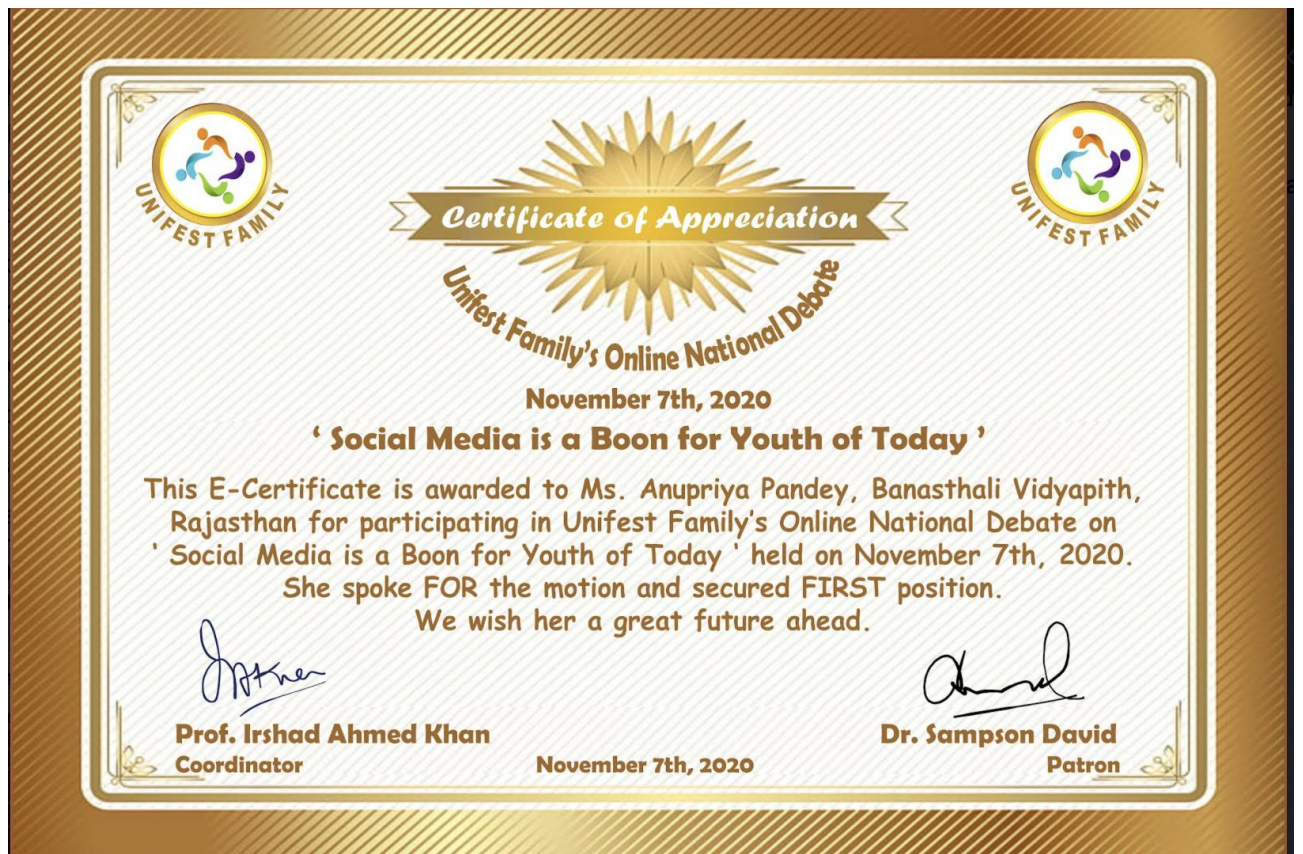 UNIFEST FAMILY
UNIFEST FAMILY
Certificate of Appreciation
Unifest Family's Online National Debate
November 7th, 2020
‘ Social Media is a Boon for Youth of Today ’
This E-Certificate is awarded to Ms. Anupriya Pandey, Banasthali Vidyapith,
Rajasthan for participating in Unifest Family's Online National Debate on
‘ Social Media is a Boon for Youth of Today ‘ held on November 7th, 2020.
She spoke FOR the motion and secured FIRST position.
We wish her a great future ahead.
Prof. Irshad Ahmed Khan
Dr. Sampson David
Coordinator
November 7th, 2020
Patron